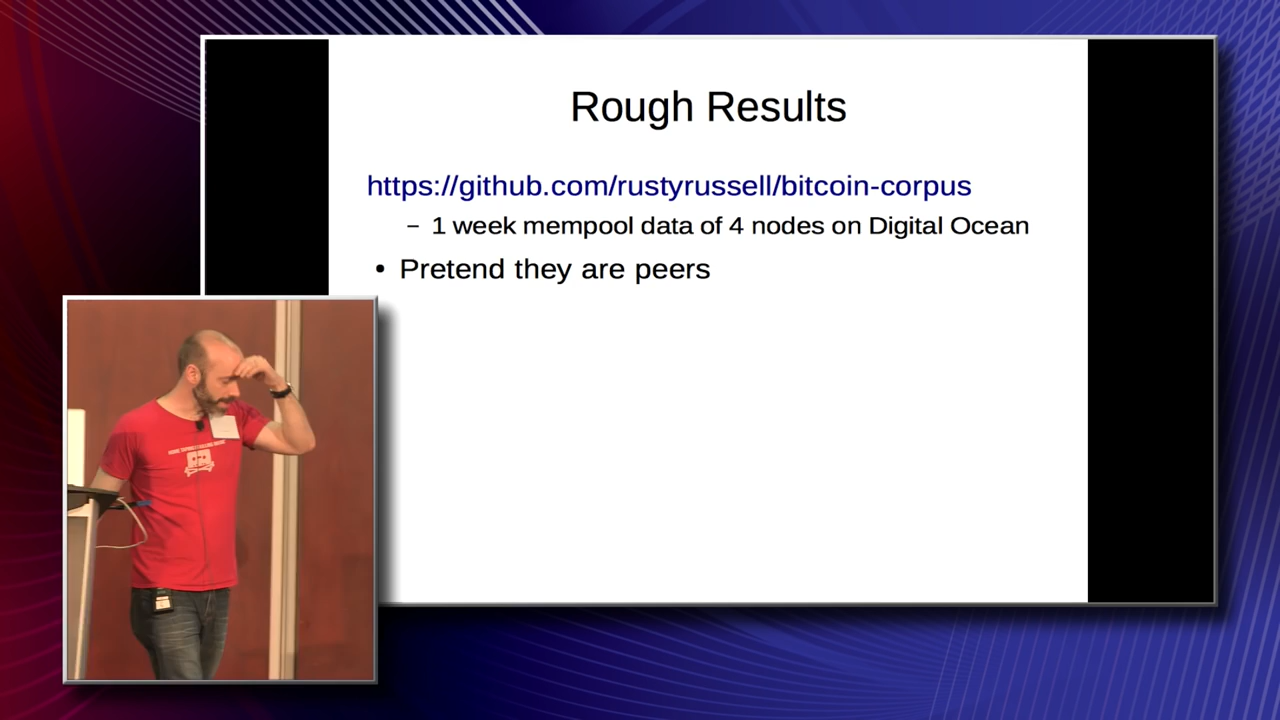 Rough Results
https://github.com/rustyrussell/bitcoin-corpus
– 1 week mempool data of 4 nodes on Digital Ocean
• Pretend they are peers